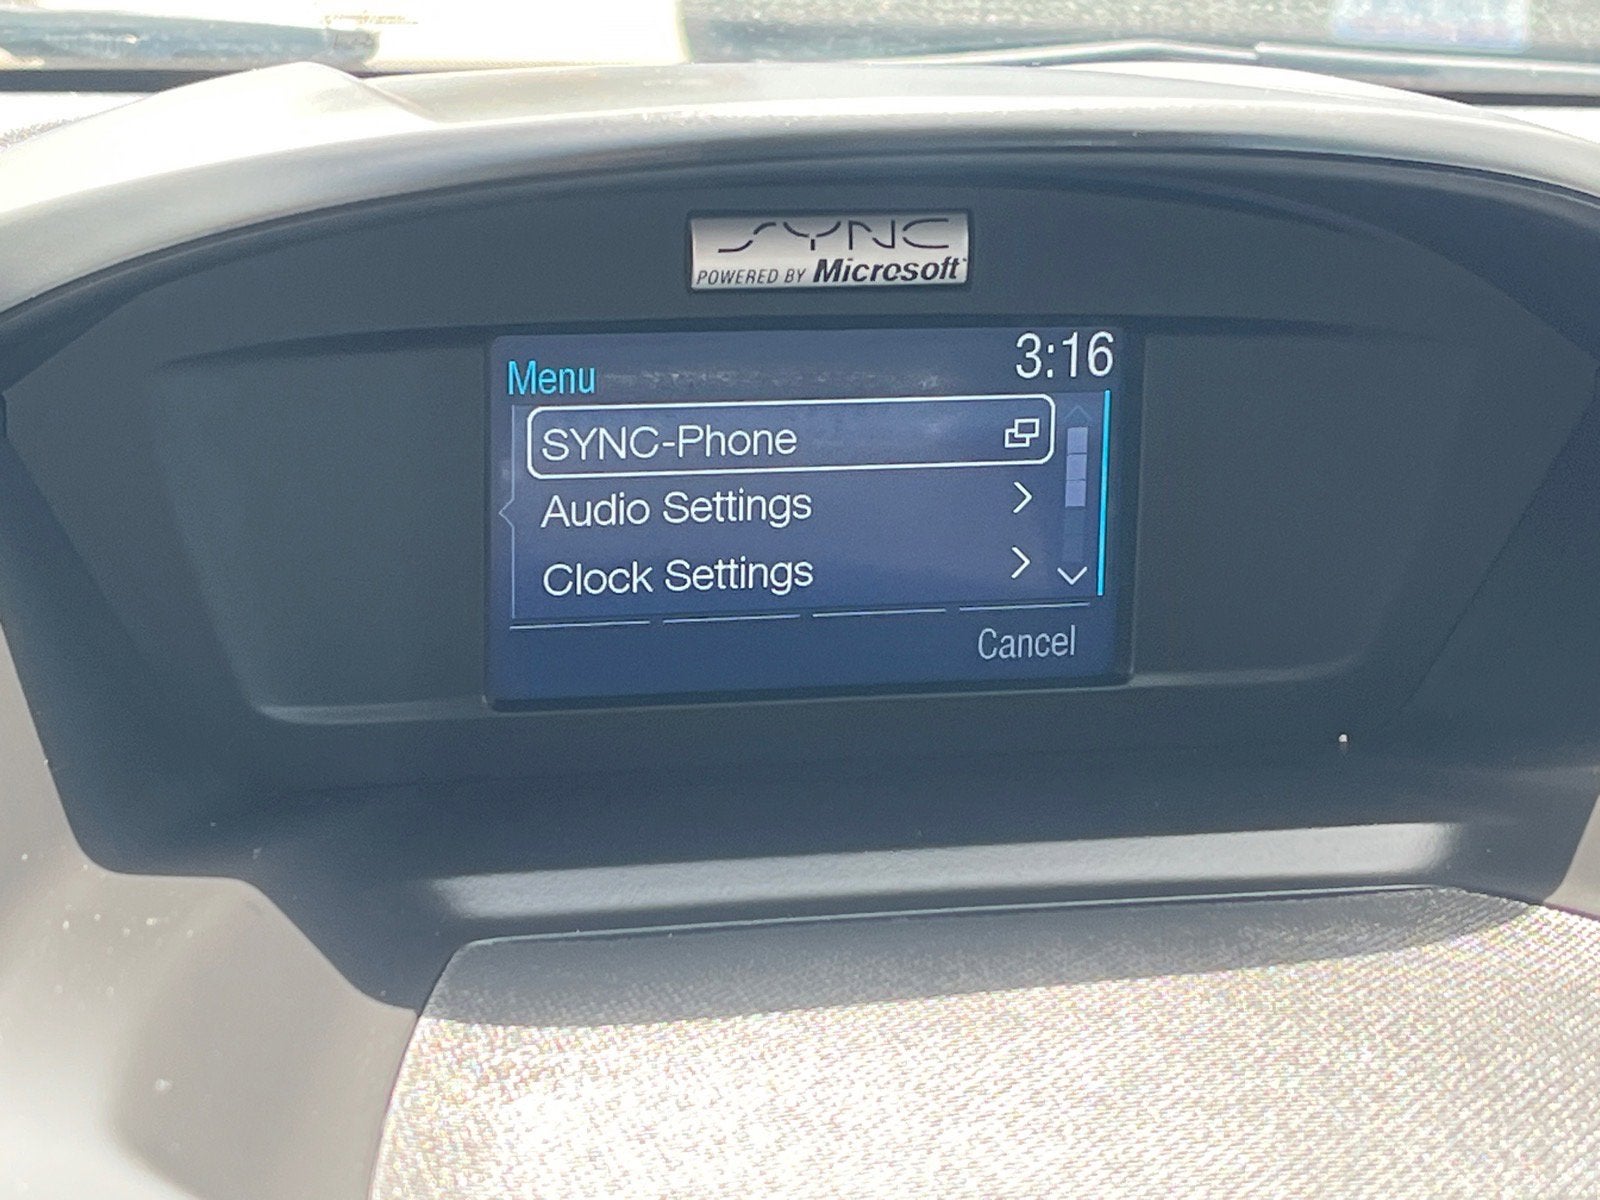 SYNC
POWERED BY Microsoft
3:16
Menu
SYNC-Phone
Audio Settings
Clock Settings
Cancel